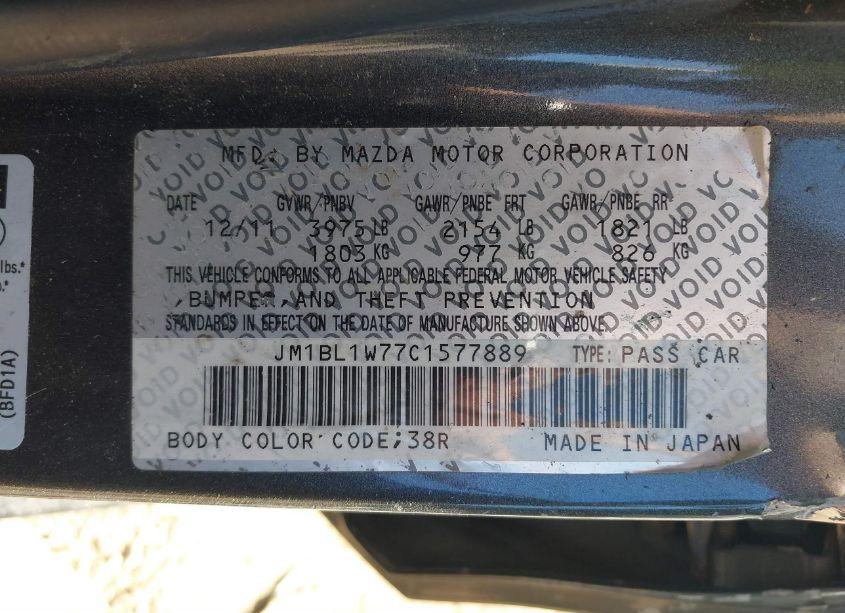 MFD. BY MAZDA MOTOR CORPORATION
DATE GVWR/PNBV GAWR/PNBE FRT GAWR/PNBE RR
12/11 3975 LB 2154 LB 1821 LB
1803 KG 977 KG 826 KG
THIS VEHICLE CONFORMS TO ALL APPLICABLE FEDERAL MOTOR VEHICLE SAFETY
,BUMPER,AND THEFT PREVENTION
STANDARDS IN EFFECT ON THE DATE OF MANUFACTURE SHOWN ABOVE.
JM1BL1W77C1577889 TYPE: PASS CAR
BODY COLOR CODE:38R MADE IN JAPAN
lbs.*
(BFD1A)